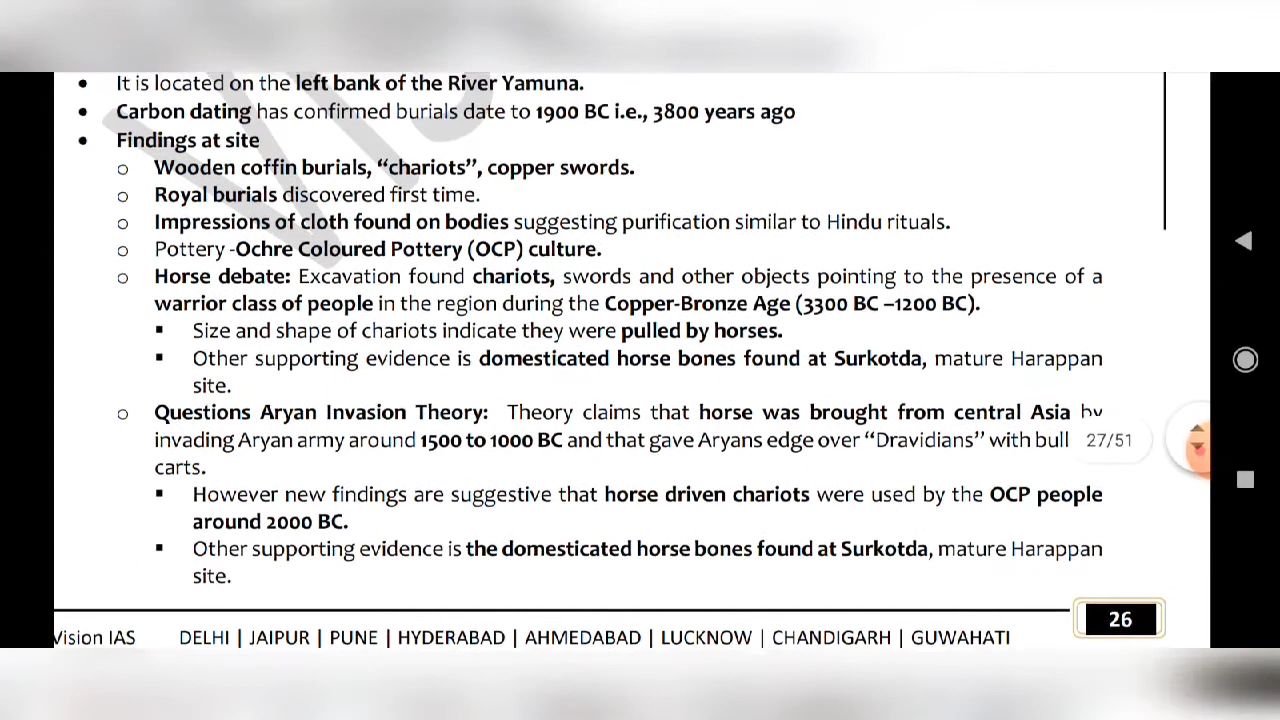 • It is located on the left bank of the River Yamuna.
• Carbon dating has confirmed burials date to 1900 BC i.e., 3800 years ago
• Findings at site
o Wooden coffin burials, “chariots”, copper swords.
o Royal burials discovered first time.
o Impressions of cloth found on bodies suggesting purification similar to Hindu rituals.
o Pottery -Ochre Coloured Pottery (OCP) culture.
o Horse debate: Excavation found chariots, swords and other objects pointing to the presence of a
warrior class of people in the region during the Copper-Bronze Age (3300 BC –1200 BC).
▪ Size and shape of chariots indicate they were pulled by horses.
▪ Other supporting evidence is domesticated horse bones found at Surkotda, mature Harappan
site.
o Questions Aryan Invasion Theory: Theory claims that horse was brought from central Asia by
invading Aryan army around 1500 to 1000 BC and that gave Aryans edge over “Dravidians” with bull
27/51
carts.
▪ However new findings are suggestive that horse driven chariots were used by the OCP people
around 2000 BC.
▪ Other supporting evidence is the domesticated horse bones found at Surkotda, mature Harappan
site.
Vision IAS DELHI | JAIPUR | PUNE | HYDERABAD | AHMEDABAD | LUCKNOW | CHANDIGARH | GUWAHATI
26